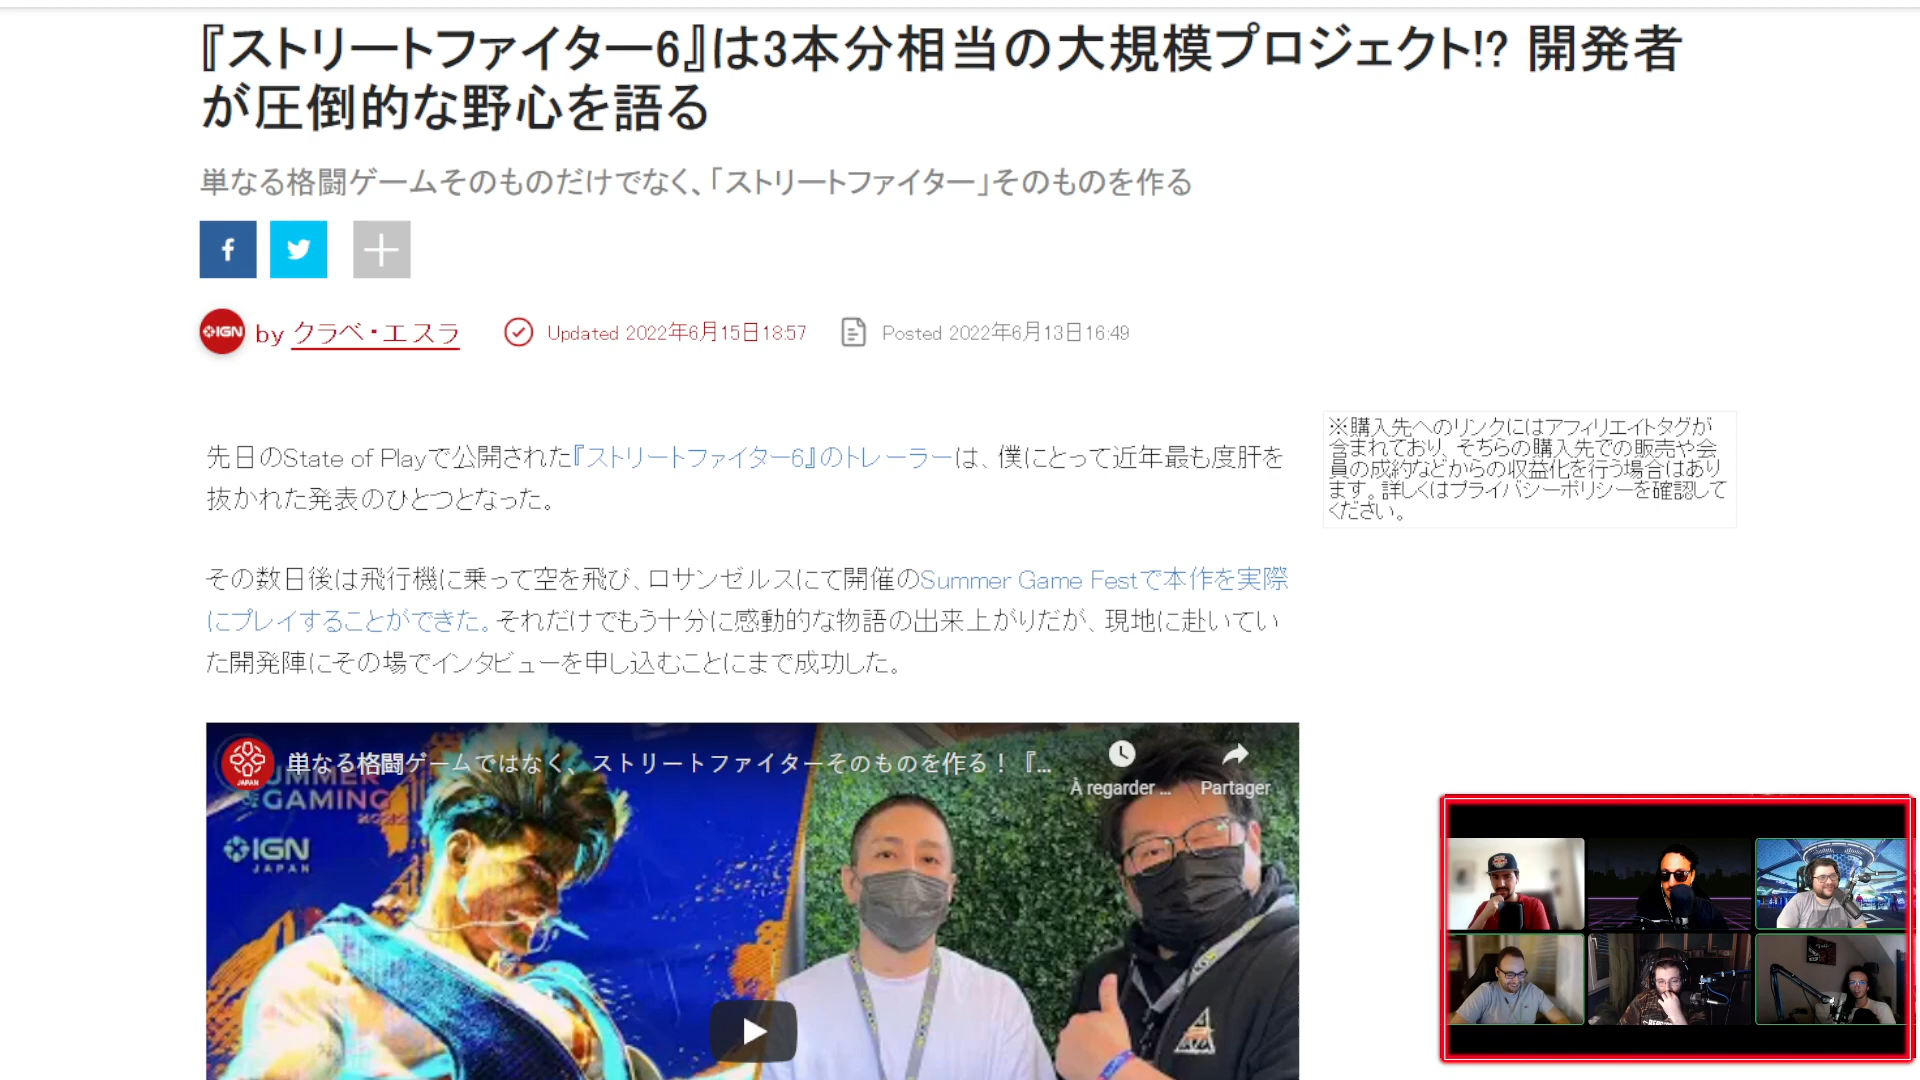 『ストリートファイター6』は3本分相当の大規模プロジェクト!? 開発者
が圧倒的な野心を語る
単なる格闘ゲームそのものだけでなく、「ストリートファイター」そのものを作る
IGN by クラベ・エスラ Updated 2022年6月15日18:57 Posted 2022年6月13日16:49
先日のState of Playで公開された『ストリートファイター6』のトレーラーは、僕にとって近年最も度肝を
抜かれた発表のひとつとなった。
その数日後は飛行機に乗って空を飛び、ロサンゼルスにて開催のSummer Game Festで本作を実際
にプレイすることができた。それだけでもう十分に感動的な物語の出来上がりだが、現地に赴いてい
た開発陣にその場でインタビューを申し込むことにまで成功した。
※購入先へのリンクにはアフィリエイトタグが
含まれており、そちらの購入先での販売や会
員の成約などからの収益化を行う場合はあり
ます。詳しくはプライバシーポリシーを確認して
ください。
単なる格闘ゲームではなく、ストリートファイターそのものを作る！『...
À regarder ... Partager
JAPAN
SUMMER
OF GAMING
2022
IGN
JAPAN